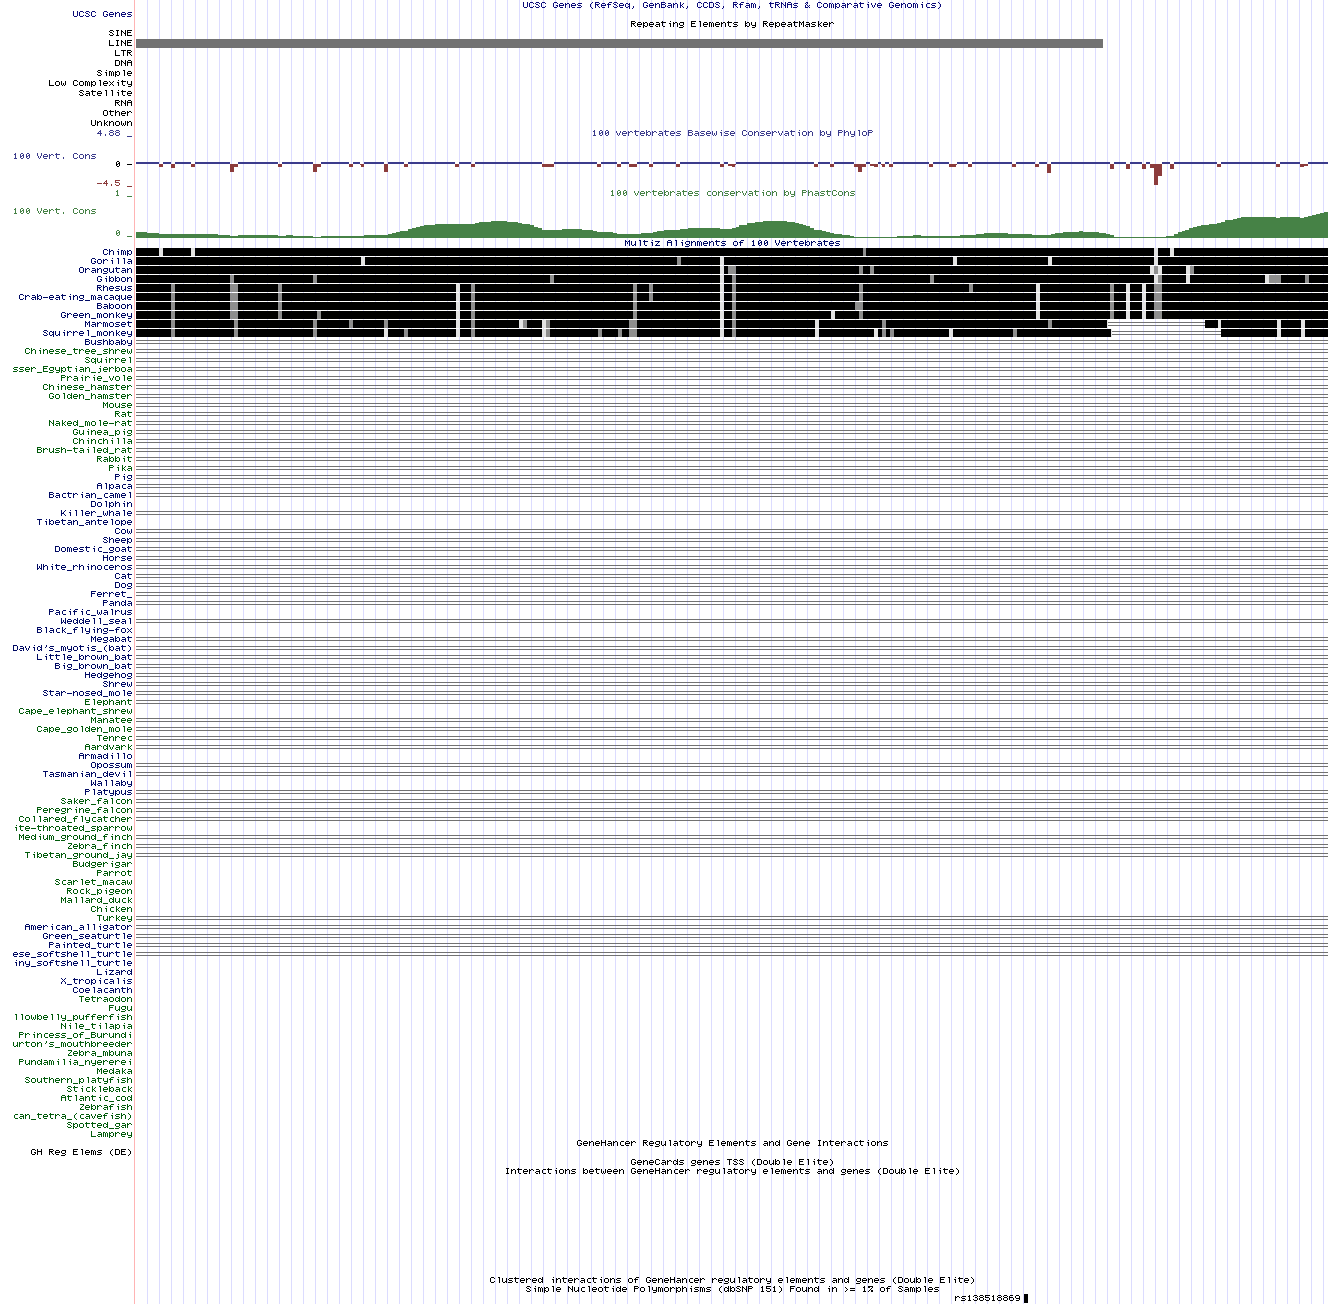 UCSC Genes (RefSeq, GenBank, CCDS, Rfam, tRNAs & Comparative Genomics)
UCSC Genes
Repeating Elements by RepeatMasker
SINE
LINE
LTR
DNA
Simple
Low Complexity
Satellite
RNA
Other
Unknown
4.88 _
100 vertebrates Basewise Conservation by PhyloP
100 Vert. Cons
0 _
-4.5 _
1 _
100 vertebrates conservation by PhastCons
100 Vert. Cons
0 _
Multiz Alignments of 100 Vertebrates
Chimp
Gorilla
Orangutan
Gibbon
Rhesus
Crab-eating_macaque
Baboon
Green_monkey
Marmoset
Squirrel_monkey
Bushbaby
Chinese_tree_shrew
Squirrel
sser_Egyptian_jerboa
Prairie_vole
Chinese_hamster
Golden_hamster
Mouse
Rat
Naked_mole-rat
Guinea_pig
Chinchilla
Brush-tailed_rat
Rabbit
Pika
Pig
Alpaca
Bactrian_camel
Dolphin
Killer_whale
Tibetan_antelope
Cow
Sheep
Domestic_goat
Horse
White_rhinoceros
Cat
Dog
Ferret_
Panda
Pacific_walrus
Weddell_seal
Black_flying-fox
Megabat
David's_myotis_(bat)
Little_brown_bat
Big_brown_bat
Hedgehog
Shrew
Star-nosed_mole
Elephant
Cape_elephant_shrew
Manatee
Cape_golden_mole
Tenrec
Aardvark
Armadillo
Opossum
Tasmanian_devil
Wallaby
Platypus
Saker_falcon
Peregrine_falcon
Collared_flycatcher
ite-throated_sparrow
Medium_ground_finch
Zebra_finch
Tibetan_ground_jay
Budgerigar
Parrot
Scarlet_macaw
Rock_pigeon
Mallard_duck
Chicken
Turkey
American_alligator
Green_seaturtle
Painted_turtle
ese_softshell_turtle
iny_softshell_turtle
Lizard
X_tropicalis
Coelacanth
Tetraodon
Fugu
llowbelly_pufferfish
Nile_tilapia
Princess_of_Burundi
urton's_mouthbreeder
Zebra_mbuna
Pundamilia_nyererei
Medaka
Southern_platyfish
Stickleback
Atlantic_cod
Zebrafish
can_tetra_(cavefish)
Spotted_gar
Lamprey
GeneHancer Regulatory Elements and Gene Interactions
GH Reg Elems (DE)
GeneCards genes TSS (Double Elite)
Interactions between GeneHancer regulatory elements and genes (Double Elite)
Clustered interactions of GeneHancer regulatory elements and genes (Double Elite)
Simple Nucleotide Polymorphisms (dbSNP 151) Found in >= 1% of Samples
rs138518869